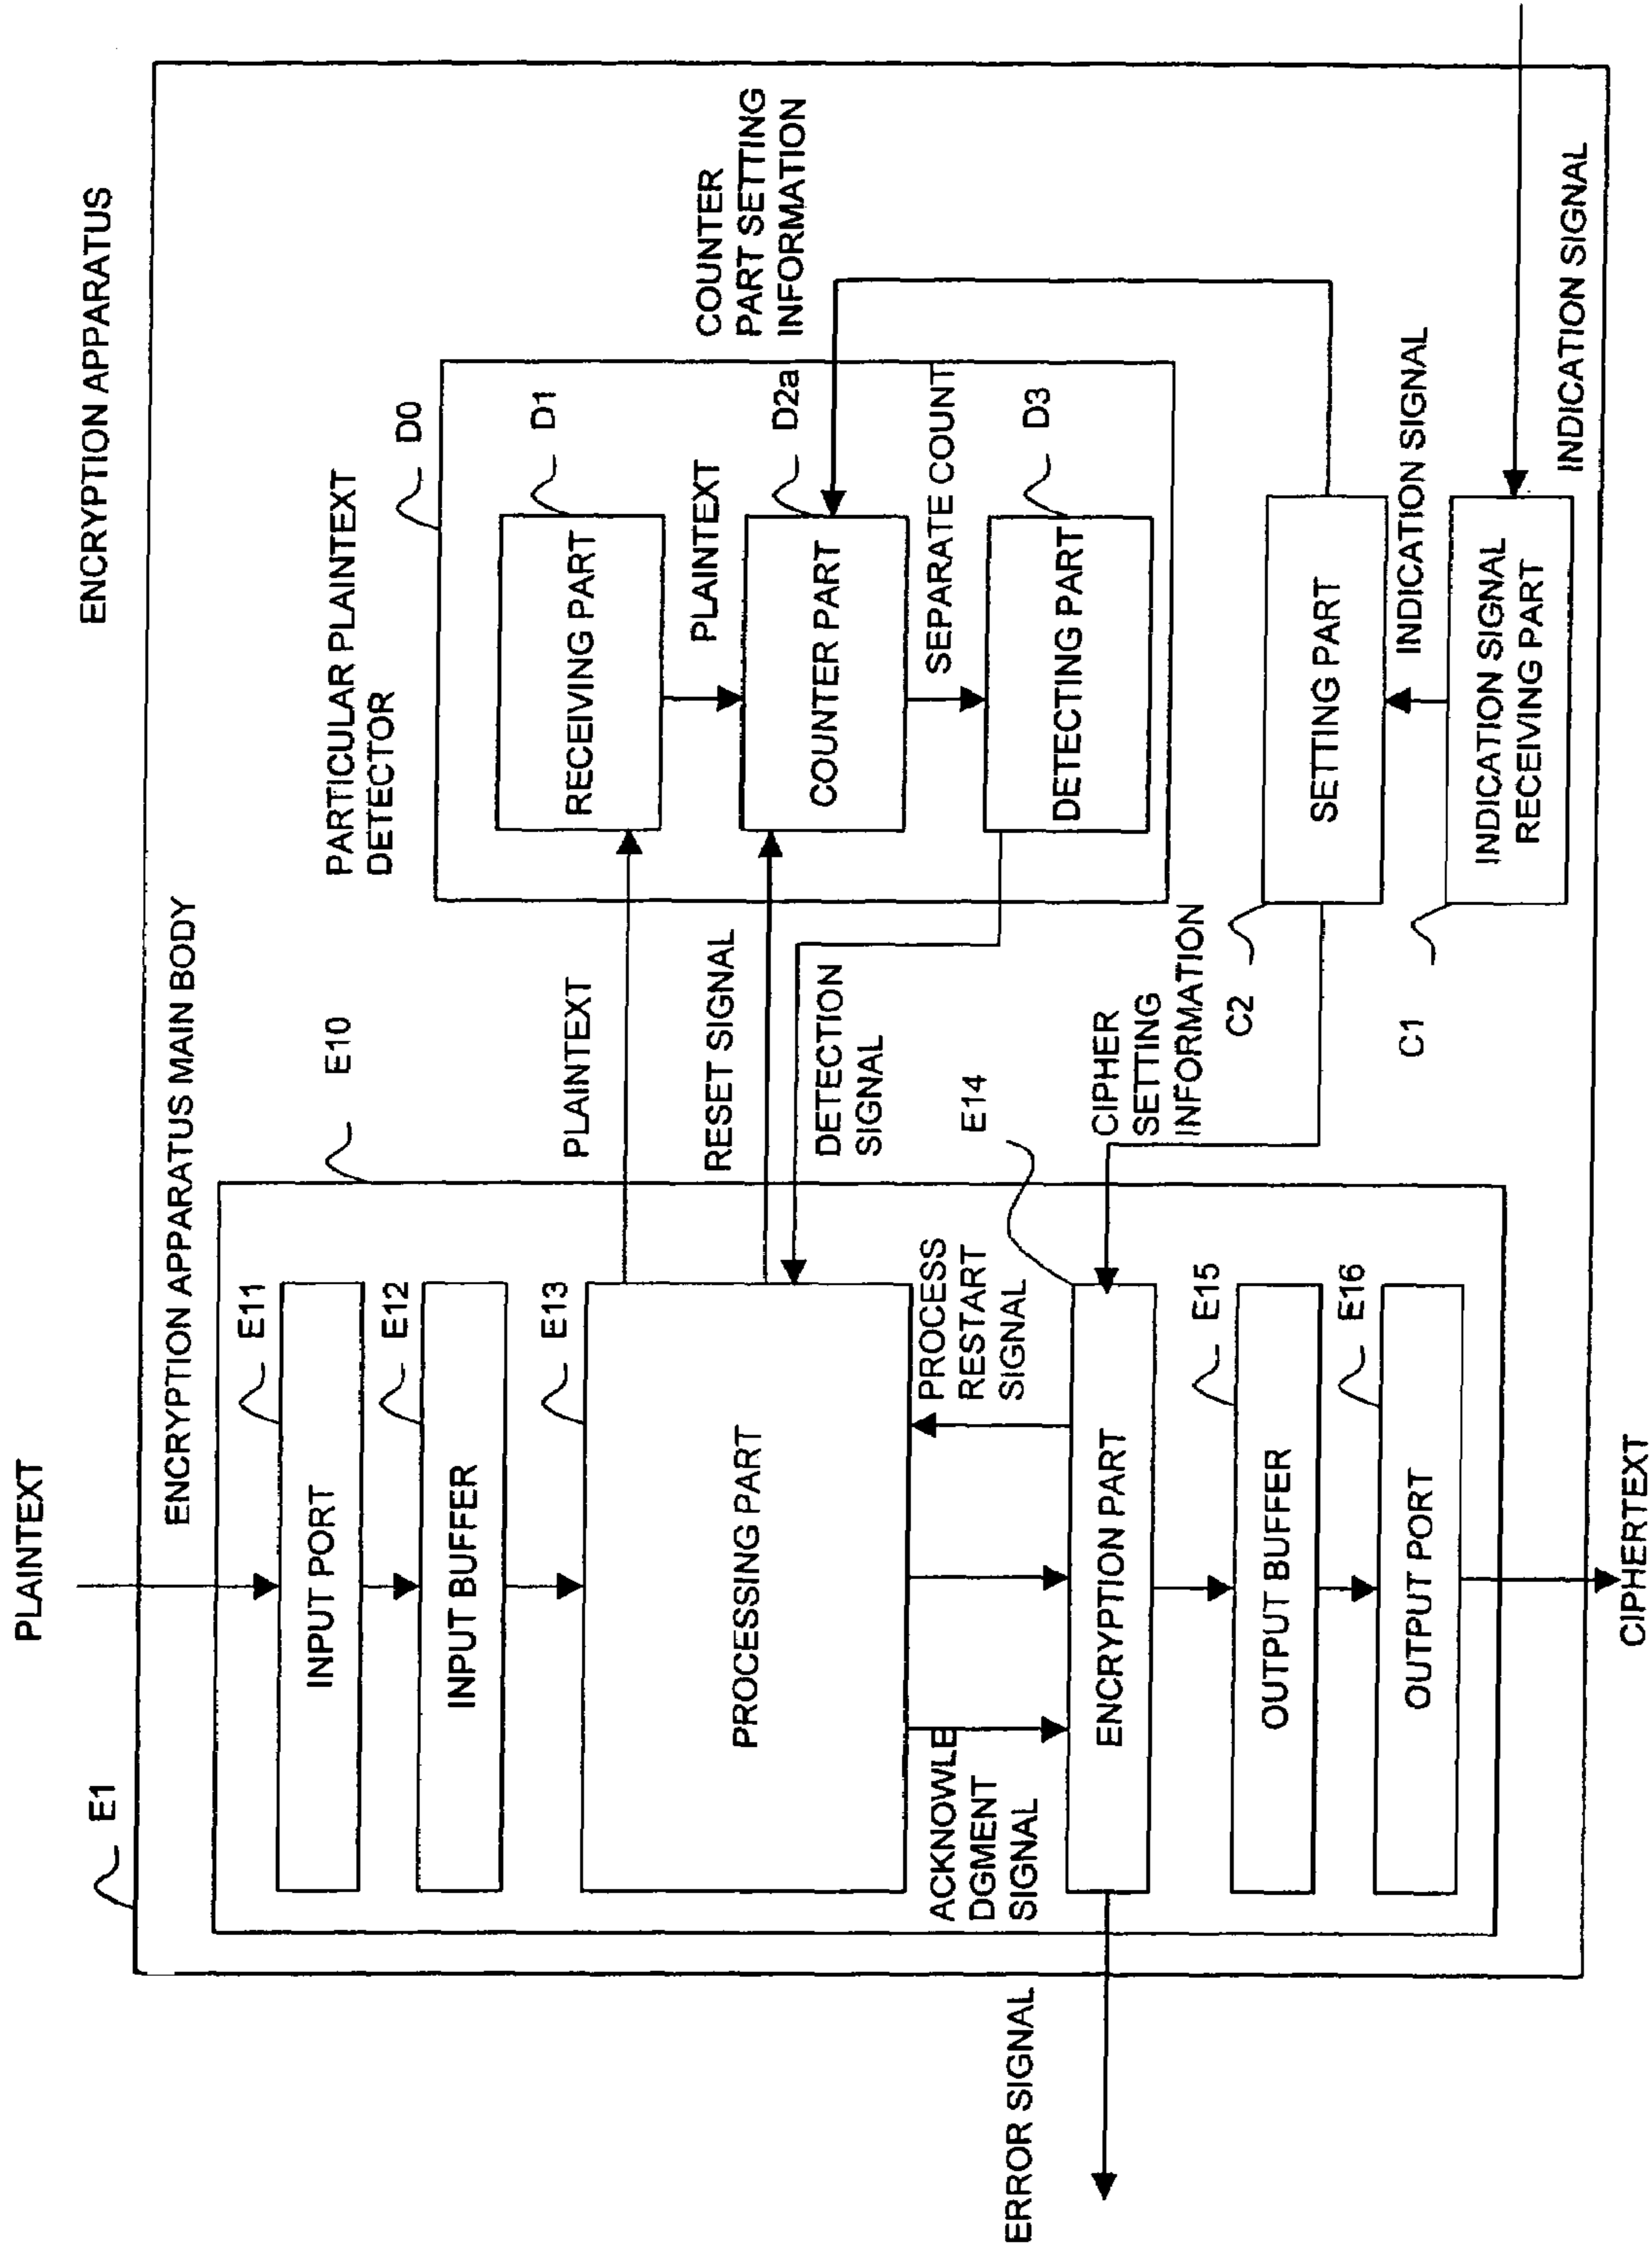 ENCRYPTION APPARATUS
E1
PLAINTEXT
ENCRYPTION APPARATUS MAIN BODY
E10
E11
INPUT PORT
E12
INPUT BUFFER
E13
PROCESSING PART
PLAINTEXT
RESET SIGNAL
DETECTION
SIGNAL
ACKNOWLE
DGMENT
SIGNAL
PROCESS
RESTART
SIGNAL
E14
ENCRYPTION PART
ERROR SIGNAL
E15
OUTPUT BUFFER
E16
OUTPUT PORT
CIPHERTEXT
PARTICULAR PLAINTEXT
DETECTOR
D0
D1
RECEIVING PART
PLAINTEXT
D2a
COUNTER PART
SEPARATE COUNT
D3
DETECTING PART
COUNTER
PART SETTING
INFORMATION
CIPHER
SETTING
INFORMATION
C2
SETTING PART
INDICATION SIGNAL
C1
INDICATION SIGNAL
RECEIVING PART
INDICATION SIGNAL